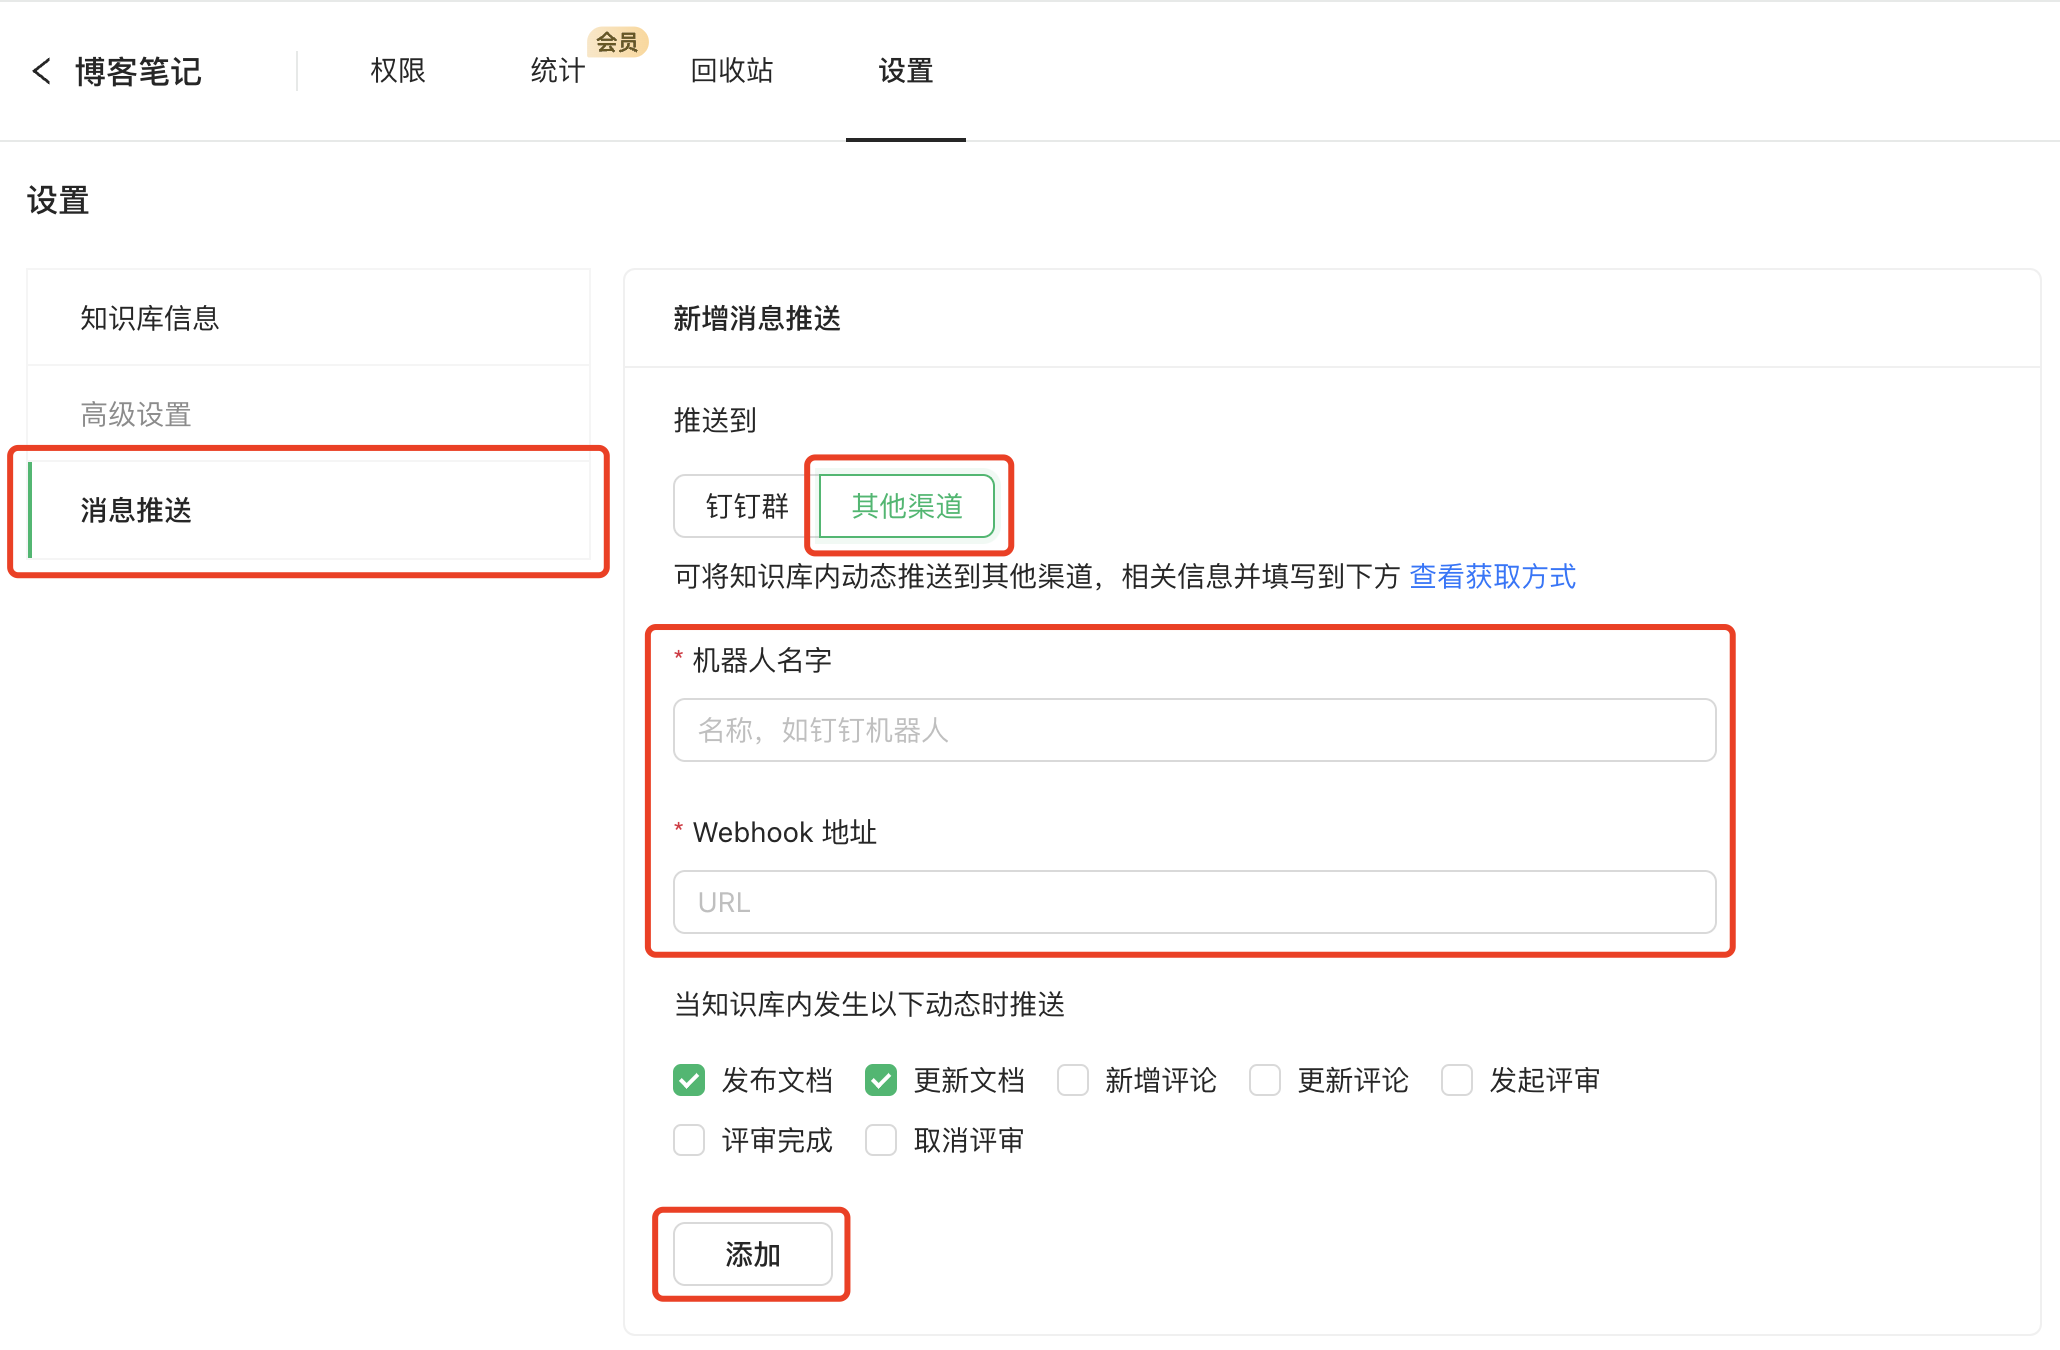 博客笔记
权限
统计
会员
回收站
设置
设置
知识库信息
高级设置
消息推送
新增消息推送
推送到
钉钉群
其他渠道
可将知识库内动态推送到其他渠道，相关信息并填写到下方 查看获取方式
* 机器人名字
名称，如钉钉机器人
* Webhook 地址
URL
当知识库内发生以下动态时推送
发布文档 更新文档 新增评论 更新评论 发起评审
评审完成 取消评审
添加